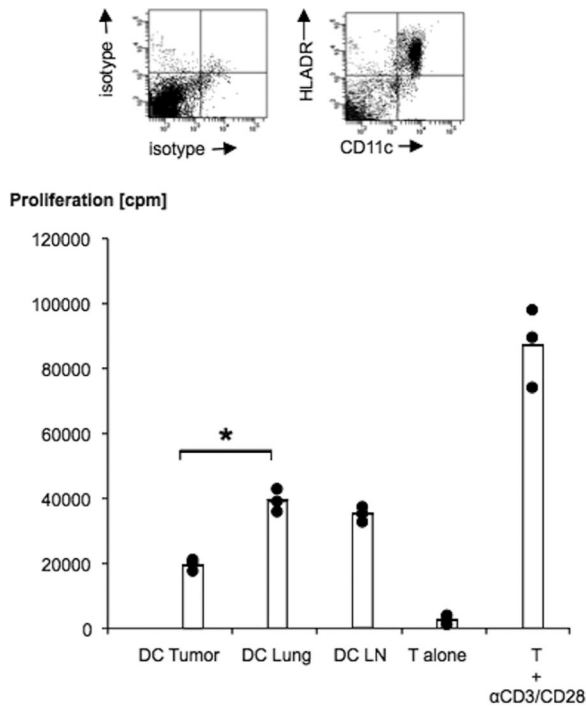 isotype
isotype
HLADR
CD11c
Proliferation [cpm]
120000
100000
80000
60000
40000
20000
0
*
DC Tumor
DC Lung
DC LN
T alone
T
+
αCD3/CD28